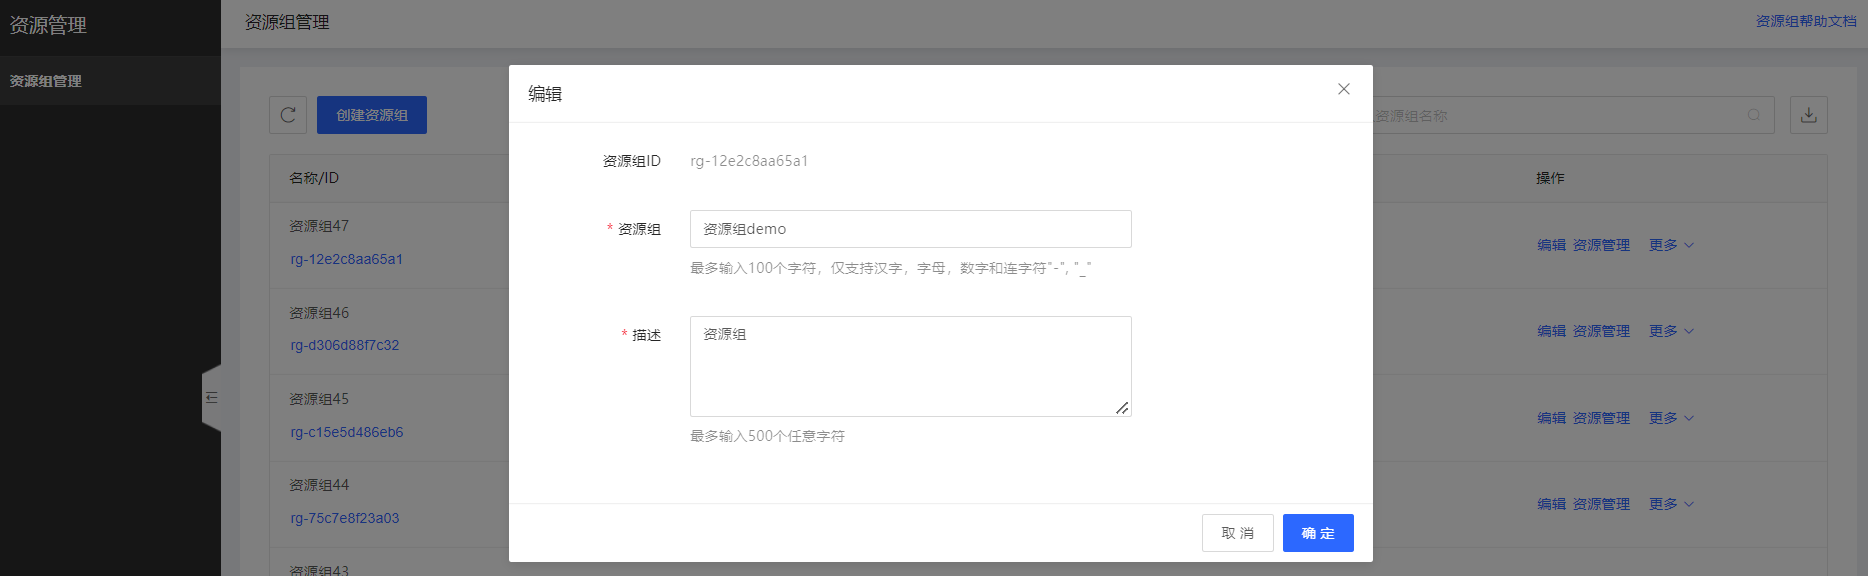 资源管理
资源组管理
资源组管理
资源组帮助文档
创建资源组
资源组名称
名称/ID
操作
资源组47
rg-12e2c8aa65a1
编辑 资源管理 更多
资源组46
rg-d306d88f7c32
编辑 资源管理 更多
资源组45
rg-c15e5d486eb6
编辑 资源管理 更多
资源组44
rg-75c7e8f23a03
编辑 资源管理 更多
资源组43
编辑
资源组ID
rg-12e2c8aa65a1
* 资源组
资源组demo
最多输入100个字符，仅支持汉字，字母，数字和连字符"-", "_"
* 描述
资源组
最多输入500个任意字符
取 消
确 定